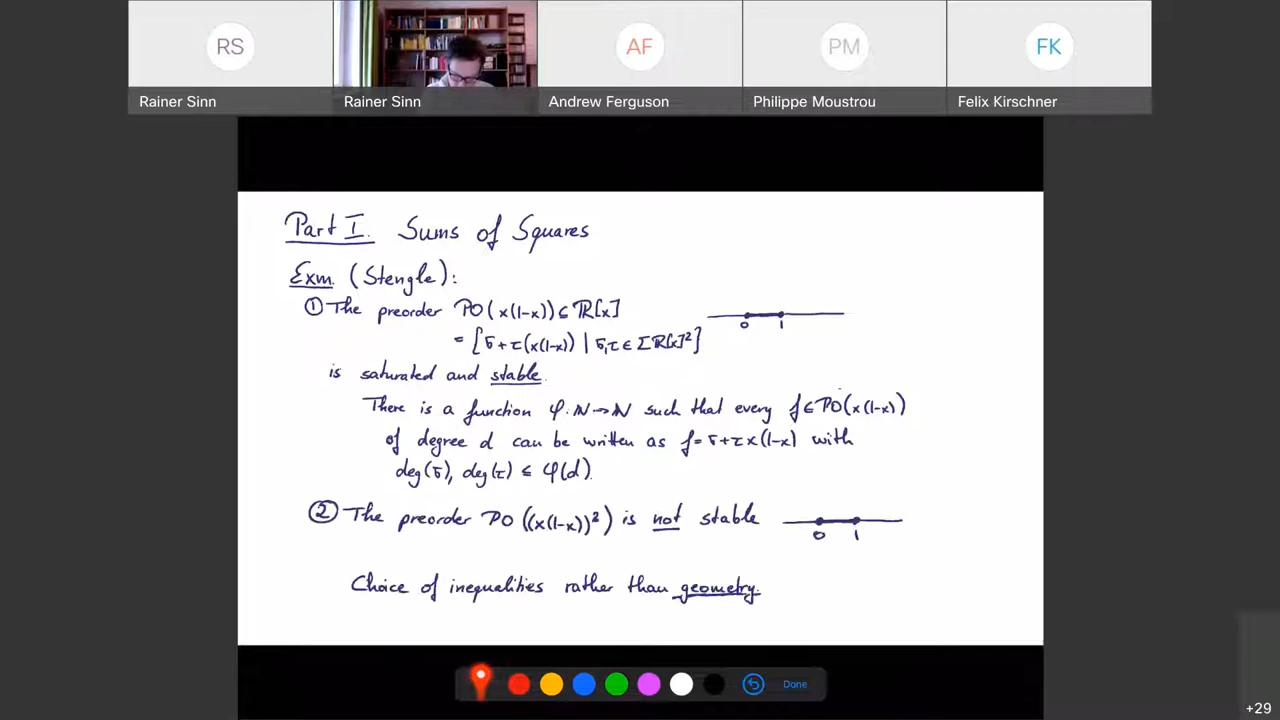 RS
AF
PM
FK
Rainer Sinn
Rainer Sinn
Andrew Ferguson
Philippe Moustrou
Felix Kirschner
Part I. Sums of Squares
Exm. (Stengle):
① The preorder PO(x(1-x)) ⊆ ℝ[x]
= [σ+τ(x(1-x)) | σ,τ ∈ Σℝ[x]²]
0 1
is saturated and stable.
There is a function φ: ℕ→ℕ such that every f∈PO(x(1-x))
of degree d can be written as f=σ+τx(1-x) with
deg(σ), deg(τ) ≤ φ(d).
② The preorder PO((x(1-x))²) is not stable
0 1
Choice of inequalities rather than geometry.
Done
+29